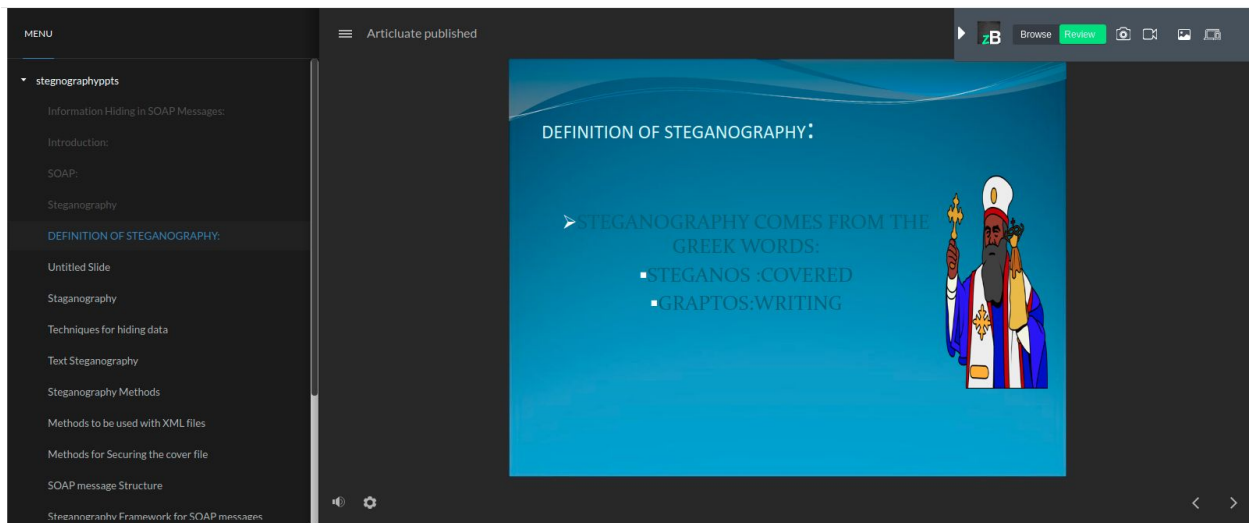 MENU
stegnographyppts
Information Hiding in SOAP Messages:
Introduction:
SOAP:
Steganography
DEFINITION OF STEGANOGRAPHY:
Untitled Slide
Staganography
Techniques for hiding data
Text Steganography
Steganography Methods
Methods to be used with XML files
Methods for Securing the cover file
SOAP message Structure
Steganography Framework for SOAP messages
Articluate published
zB
Browse
Review
DEFINITION OF STEGANOGRAPHY:
➢STEGANOGRAPHY COMES FROM THE
GREEK WORDS:
▪STEGANOS :COVERED
▪GRAPTOS:WRITING